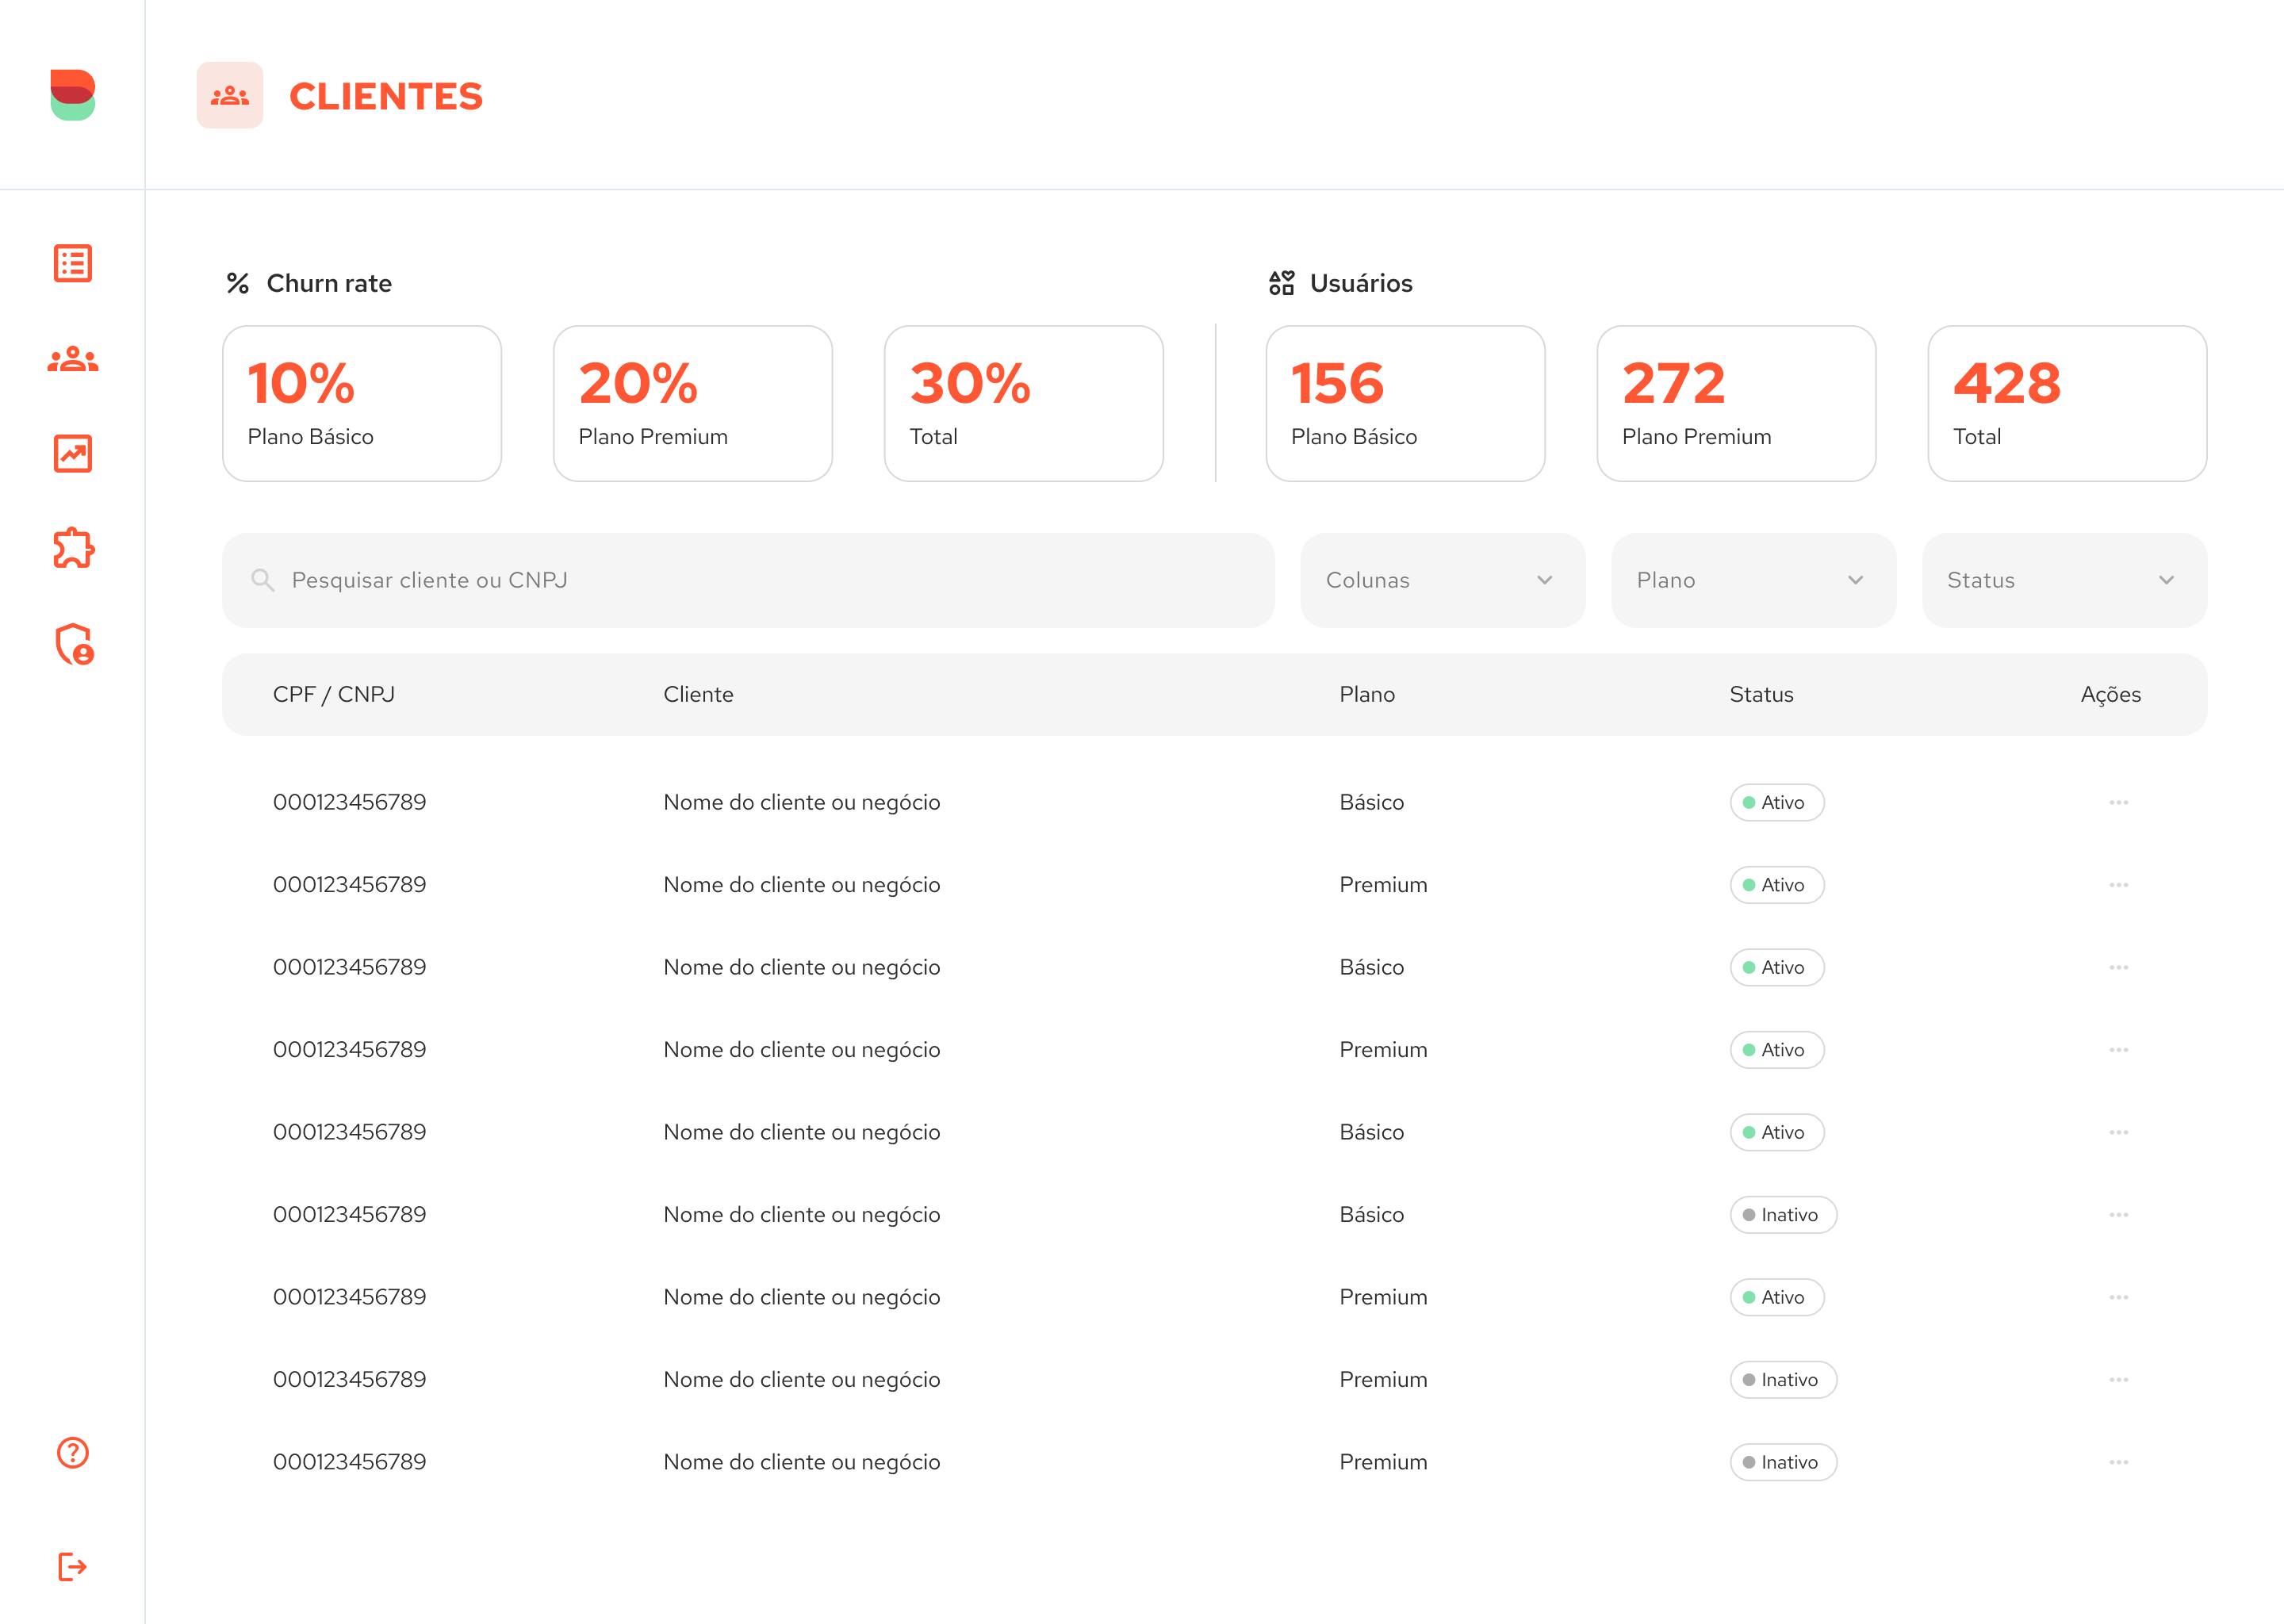 CLIENTES
Churn rate
Usuários
10%
Plano Básico
20%
Plano Premium
30%
Total
156
Plano Básico
272
Plano Premium
428
Total
Pesquisar cliente ou CNPJ
Colunas
Plano
Status
CPF / CNPJ Cliente Plano Status Ações
000123456789 Nome do cliente ou negócio Básico Ativo
000123456789 Nome do cliente ou negócio Premium Ativo
000123456789 Nome do cliente ou negócio Básico Ativo
000123456789 Nome do cliente ou negócio Premium Ativo
000123456789 Nome do cliente ou negócio Básico Ativo
000123456789 Nome do cliente ou negócio Básico Inativo
000123456789 Nome do cliente ou negócio Premium Ativo
000123456789 Nome do cliente ou negócio Premium Inativo
000123456789 Nome do cliente ou negócio Premium Inativo